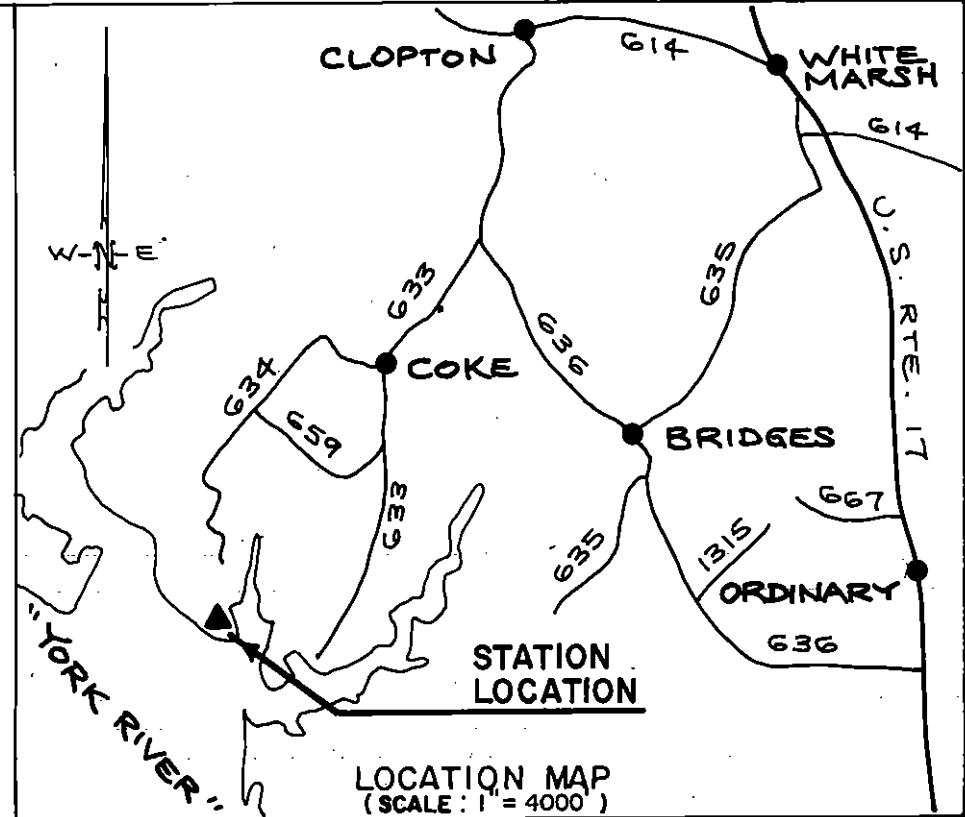 CLOPTON
614
WHITE
MARSH
614
W-N-E
U.S. RTE. 17
633
635
636
COKE
634
659
BRIDGES
633
667
635
1315
ORDINARY
636
STATION
LOCATION
"YORK RIVER"
LOCATION MAP
(SCALE: 1" = 4000')